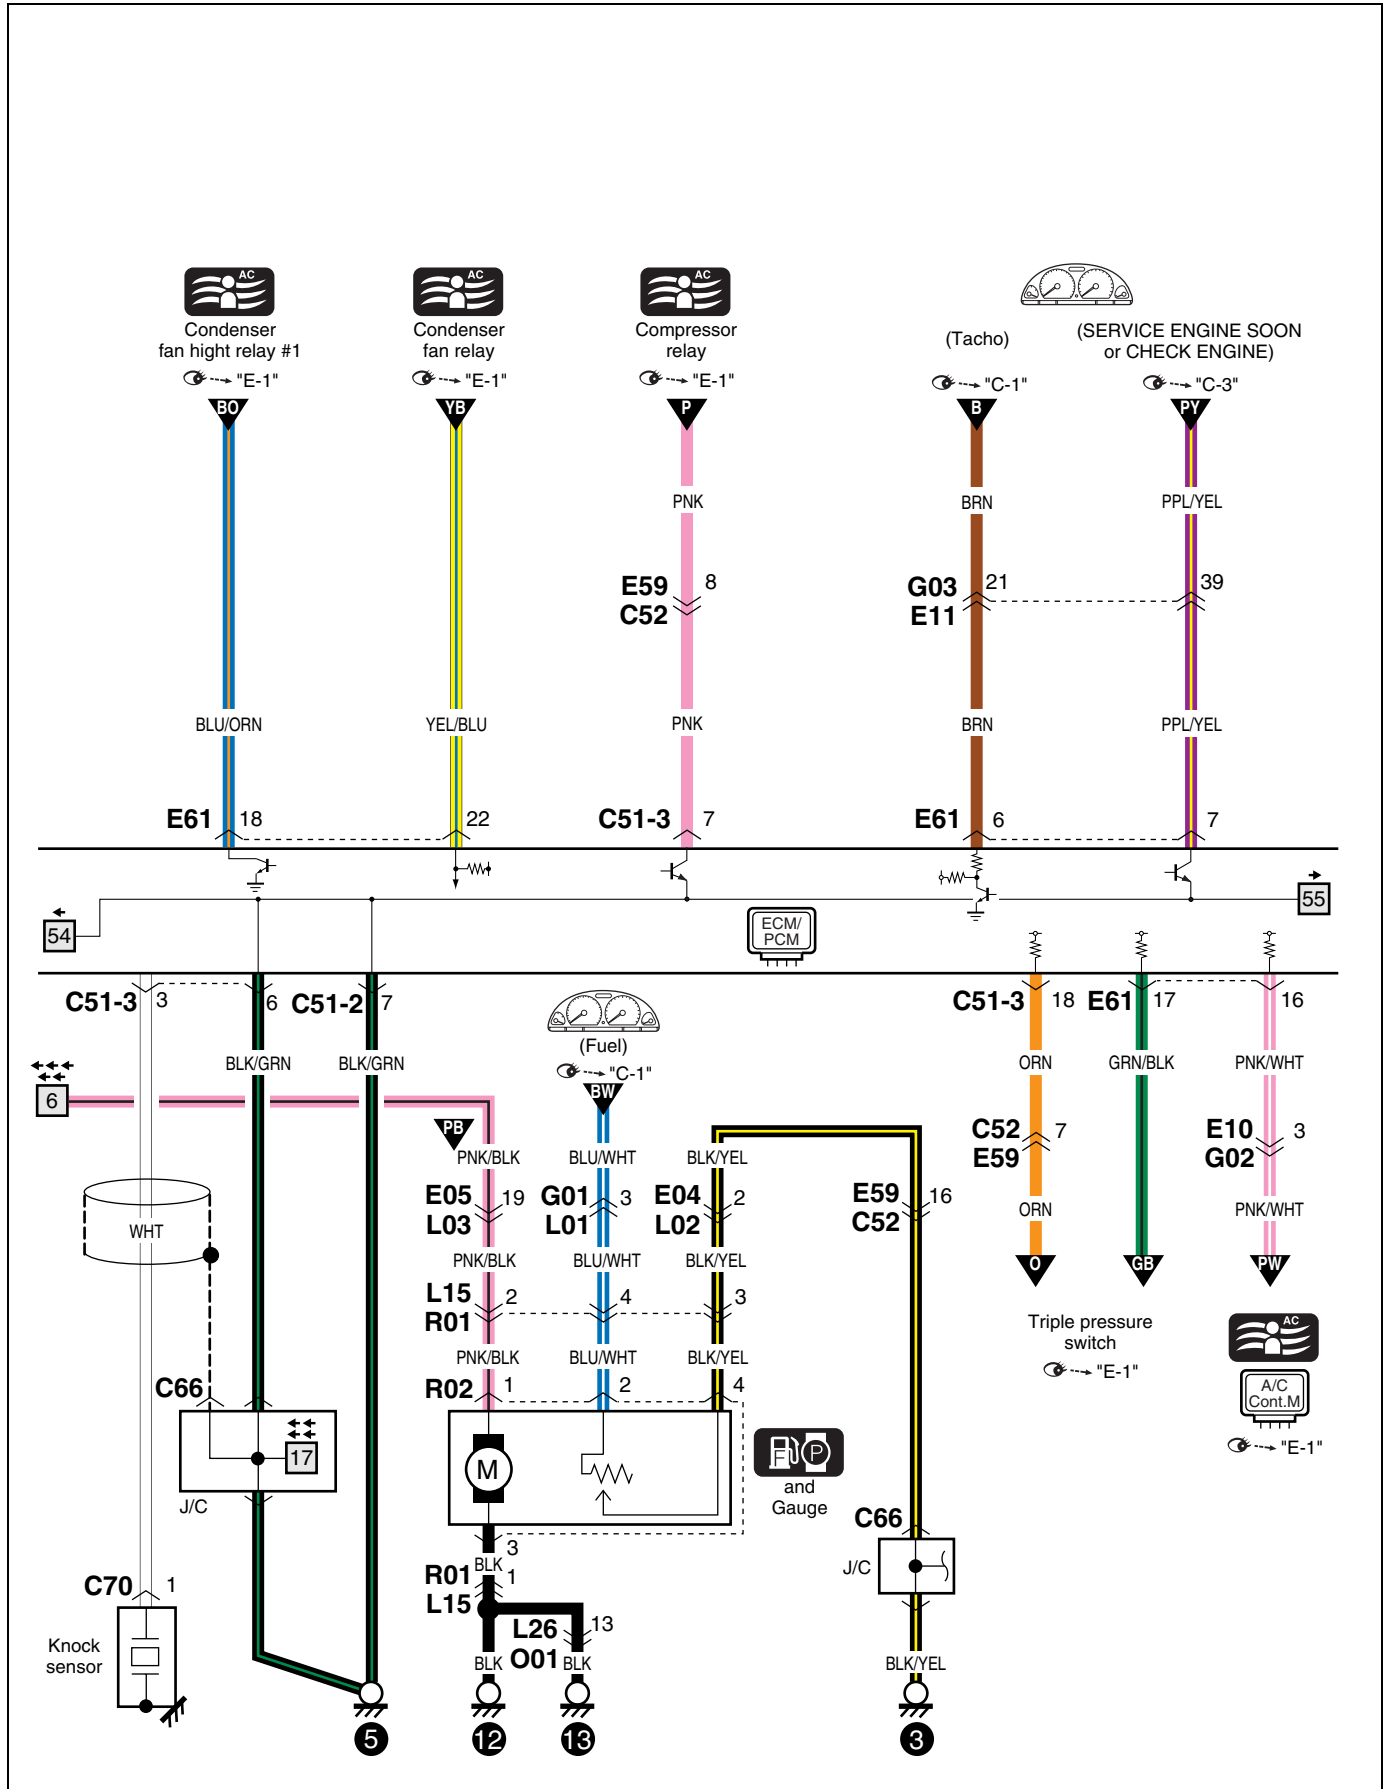 AC
AC
AC
Condenser
fan hight relay #1
Condenser
fan relay
Compressor
relay
(Tacho)
(SERVICE ENGINE SOON
or CHECK ENGINE)
"E-1"
"E-1"
"E-1"
"C-1"
"C-3"
BO
YB
P
B
PY
PNK
BRN
PPL/YEL
E59
C52
8
G03
E11
21
39
BLU/ORN
YEL/BLU
PNK
BRN
PPL/YEL
E61
18
22
C51-3
7
E61
6
7
54
ECM/
PCM
55
C51-3
3
6
C51-2
7
C51-3
18
E61
17
16
(Fuel)
"C-1"
BLK/GRN
BLK/GRN
ORN
GRN/BLK
PNK/WHT
6
BW
PB
C52
E59
7
E10
G02
3
PNK/BLK
BLU/WHT
BLK/YEL
E05
L03
19
G01
L01
3
E04
L02
2
E59
C52
16
ORN
PNK/WHT
WHT
PNK/BLK
BLU/WHT
BLK/YEL
O
GB
PW
L15
R01
2
4
3
Triple pressure
switch
"E-1"
AC
PNK/BLK
BLU/WHT
BLK/YEL
C66
R02
1
2
4
A/C
Cont.M
"E-1"
17
M
F
P
and
Gauge
J/C
C66
3
BLK
R01
L15
1
J/C
C70
1
L26
O01
13
Knock
sensor
BLK
BLK
BLK/YEL
5
12
13
3